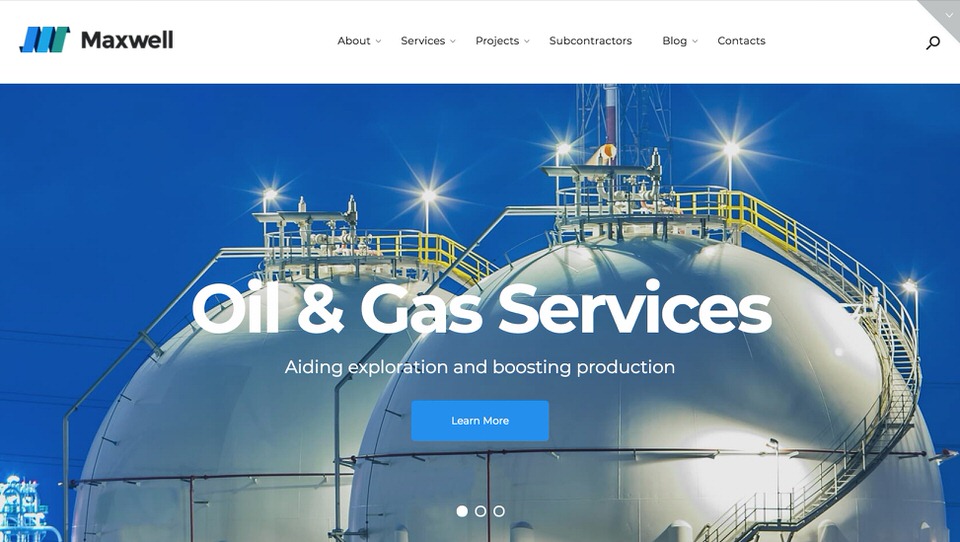 Maxwell
About
Services
Projects
Subcontractors
Blog
Contacts
Oil & Gas Services
Aiding exploration and boosting production
Learn More